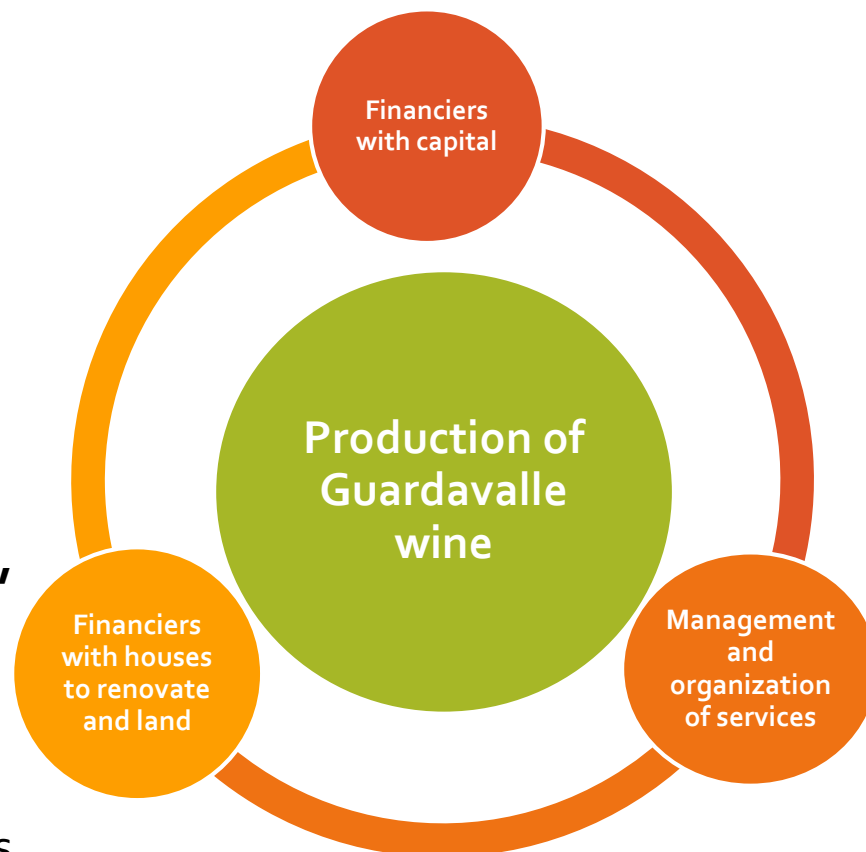 Financiers
with capital
Production of
Guardavalle
wine
Financiers
with houses
to renovate
and land
Management
and
organization
of services